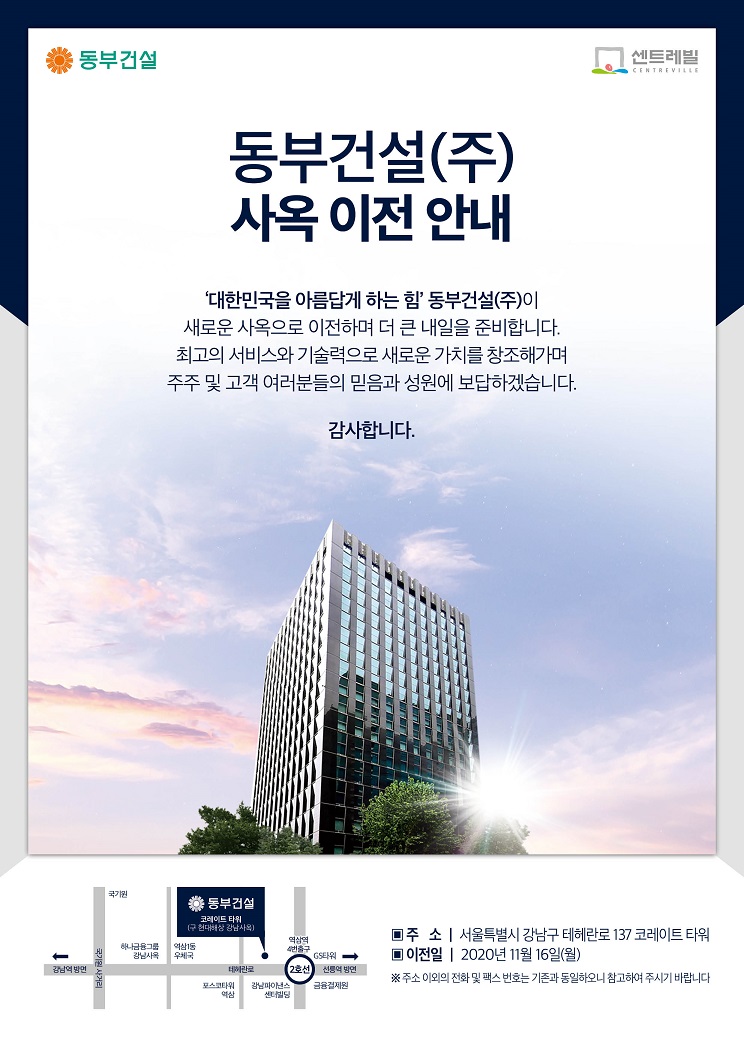 동부건설
센트레빌
CENTREVILLE
동부건설(주)
사옥 이전 안내
‘대한민국을 아름답게 하는 힘’ 동부건설(주)이
새로운 사옥으로 이전하며 더 큰 내일을 준비합니다.
최고의 서비스와 기술력으로 새로운 가치를 창조해가며
주주 및 고객 여러분들의 믿음과 성원에 보답하겠습니다.
감사합니다.
국기원
동부건설
코레이트 타워
(구 현대해상 강남사옥)
하나금융그룹
강남사옥
역삼1동
우체국
역삼역
4번출구
GS타워
강남역 방면
국기원 사거리
테헤란로
2호선
선릉역 방면
포스코타워
역삼
강남파이낸스
센터빌딩
금융결제원
▣ 주 소 | 서울특별시 강남구 테헤란로 137 코레이트 타워
▣ 이전일 | 2020년 11월 16일(월)
※ 주소 이외의 전화 및 팩스 번호는 기존과 동일하오니 참고하여 주시기 바랍니다